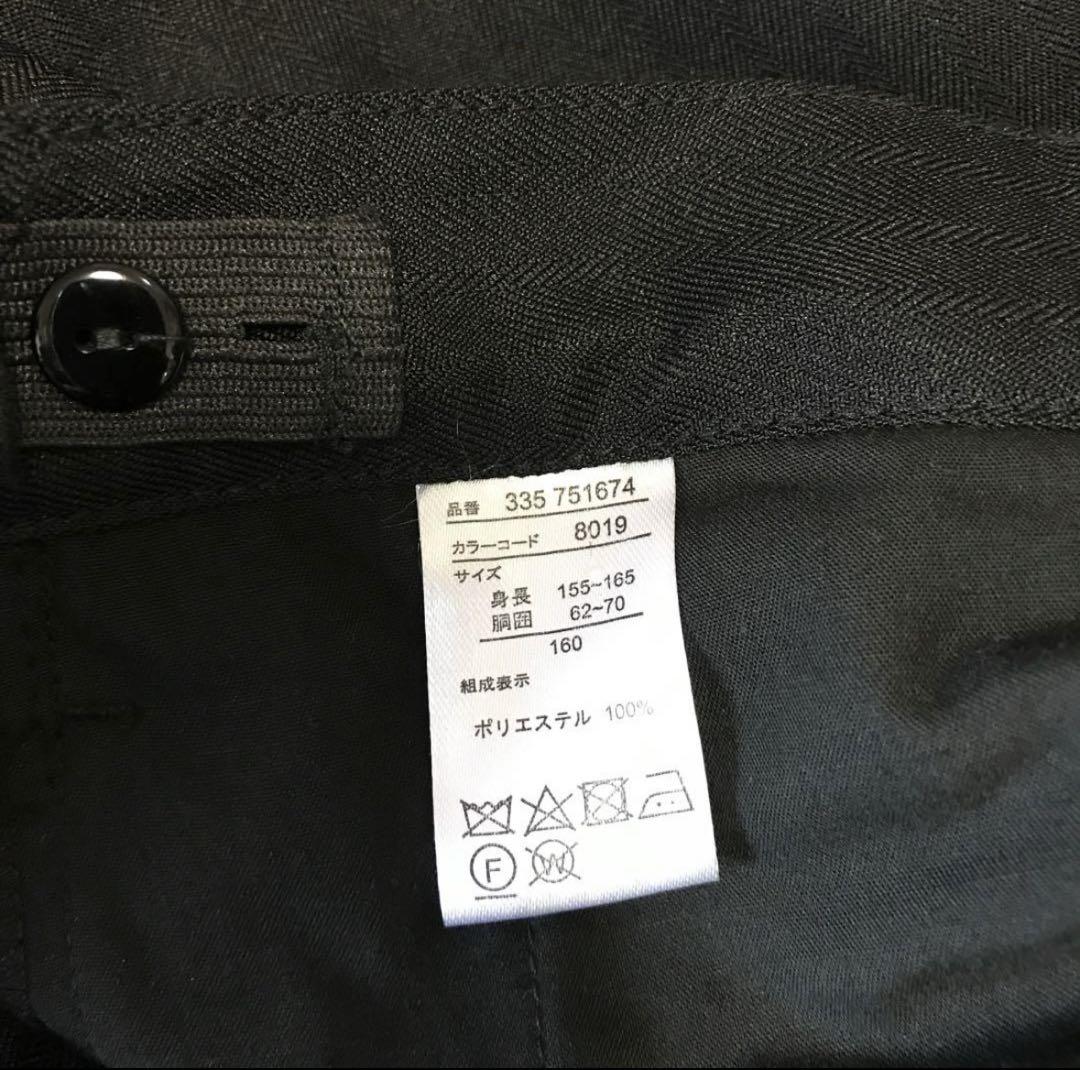 品番 335 751674
カラーコード 8019
サイズ
身長 155~165
胴囲 62~70
160
組成表示
ポリエステル 100%
F W